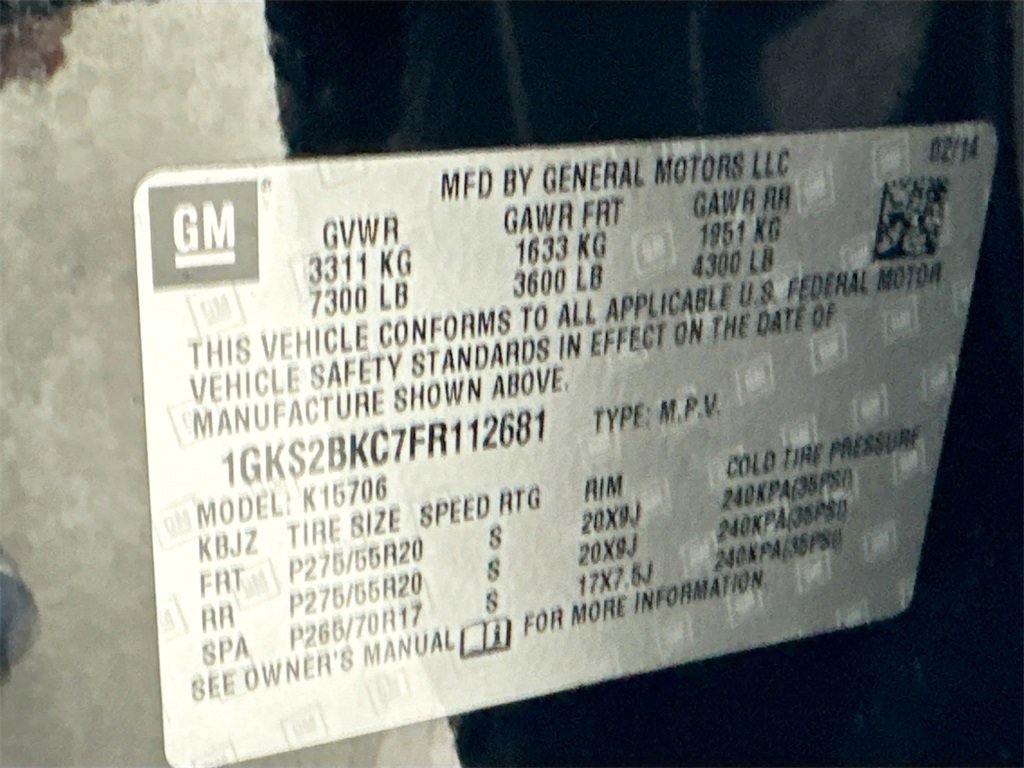 02/14
MFD BY GENERAL MOTORS LLC
GM
GVWR GAWR FRT GAWR RR
3311 KG 1633 KG 1951 KG
7300 LB 3600 LB 4300 LB
THIS VEHICLE CONFORMS TO ALL APPLICABLE U.S. FEDERAL MOTOR
VEHICLE SAFETY STANDARDS IN EFFECT ON THE DATE OF
MANUFACTURE SHOWN ABOVE.
1GKS2BKC7FR112681 TYPE: M.P.V.
MODEL: K15706
KBJZ TIRE SIZE SPEED RTG RIM COLD TIRE PRESSURE
FRT P275/55R20 S 20X9J 240KPA(35PSI)
RR P275/55R20 S 20X9J 240KPA(35PSI)
SPA P265/70R17 S 17X7.5J 240KPA(35PSI)
SEE OWNER'S MANUAL FOR MORE INFORMATION.